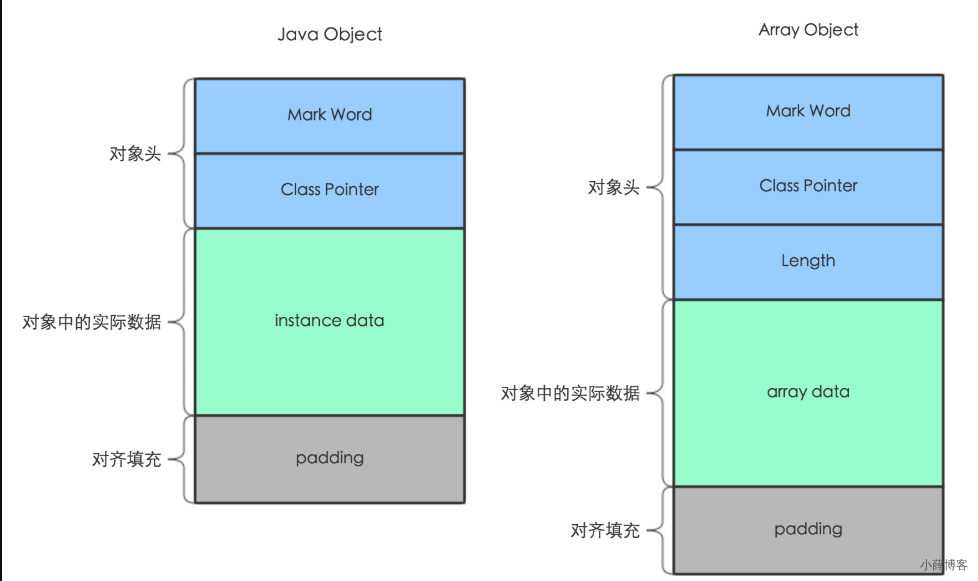 Java Object
Mark Word
对象头
Class Pointer
instance data
对象中的实际数据
对齐填充
padding
Array Object
Mark Word
Class Pointer
对象头
Length
array data
对象中的实际数据
对齐填充
padding
小薛博客